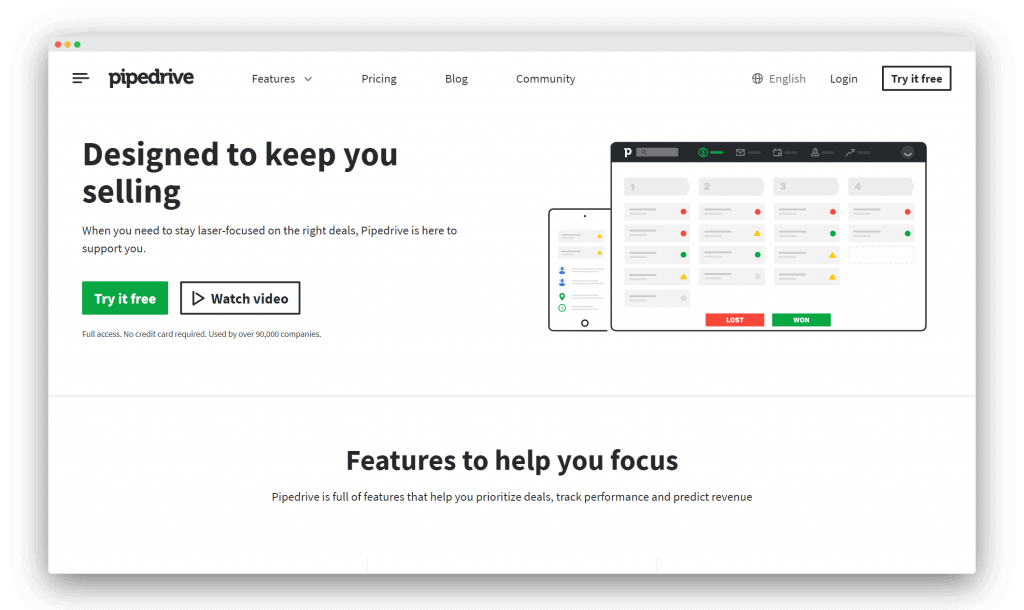 pipedrive
Features
Pricing
Blog
Community
English
Login
Try it free
Designed to keep you
selling
When you need to stay laser-focused on the right deals, Pipedrive is here to
support you.
Try it free
Watch video
Full access. No credit card required. Used by over 90,000 companies.
p
1
2
3
4
LOST
WON
Features to help you focus
Pipedrive is full of features that help you prioritize deals, track performance and predict revenue